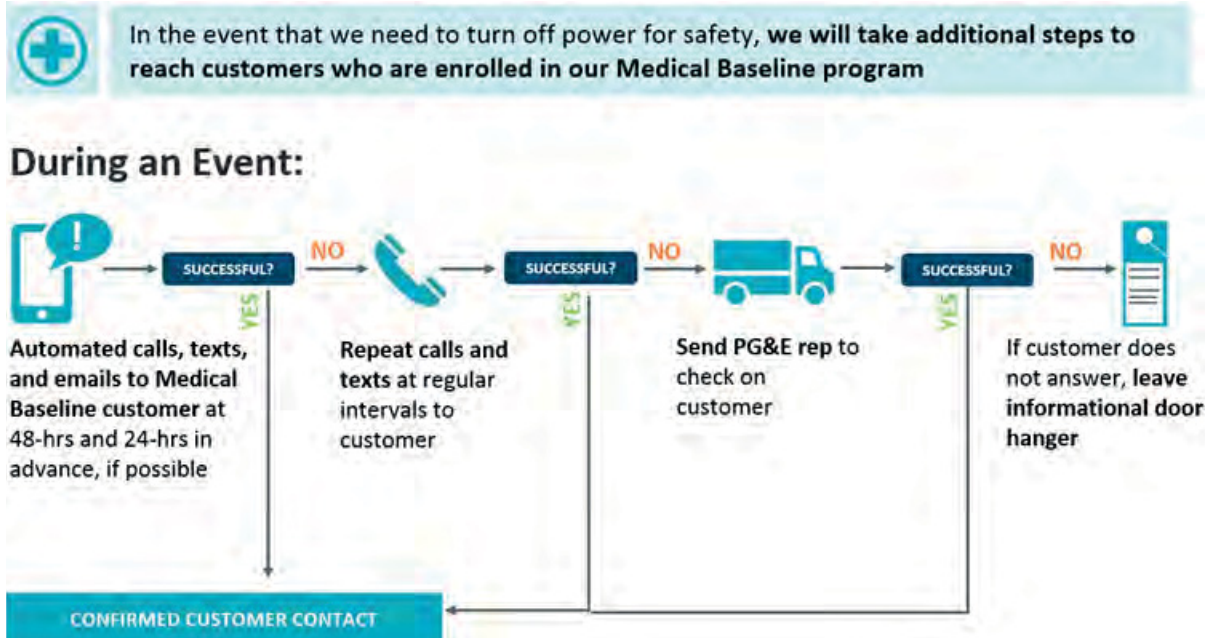 In the event that we need to turn off power for safety, we will take additional steps to
reach customers who are enrolled in our Medical Baseline program
During an Event:
!
SUCCESSFUL?
NO
YES
SUCCESSFUL?
NO
YES
SUCCESSFUL?
NO
YES
Automated calls, texts,
and emails to Medical
Baseline customer at
48-hrs and 24-hrs in
advance, if possible
Repeat calls and
texts at regular
intervals to
customer
Send PG&E rep to
check on
customer
If customer does
not answer, leave
informational door
hanger
CONFIRMED CUSTOMER CONTACT